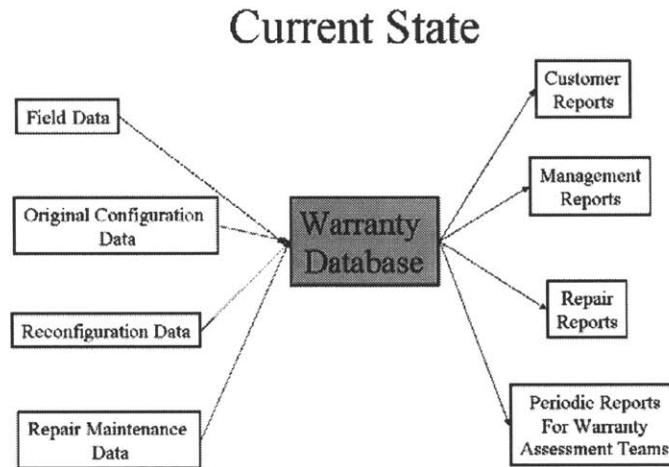 Current State
Field Data
Original Configuration
Data
Reconfiguration Data
Repair Maintenance
Data
Warranty
Database
Customer
Reports
Management
Reports
Repair
Reports
Periodic Reports
For Warranty
Assessment Teams